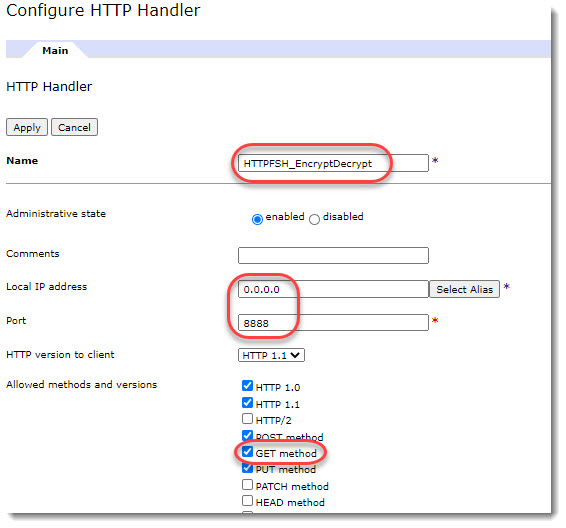 Configure HTTP Handler
Main
HTTP Handler
Apply Cancel
Name HTTPFSH_EncryptDecrypt *
Administrative state enabled disabled
Comments
Local IP address 0.0.0.0 Select Alias *
Port 8888 *
HTTP version to client HTTP 1.1
Allowed methods and versions HTTP 1.0
HTTP 1.1
HTTP/2
POST method
GET method
PUT method
PATCH method
HEAD method